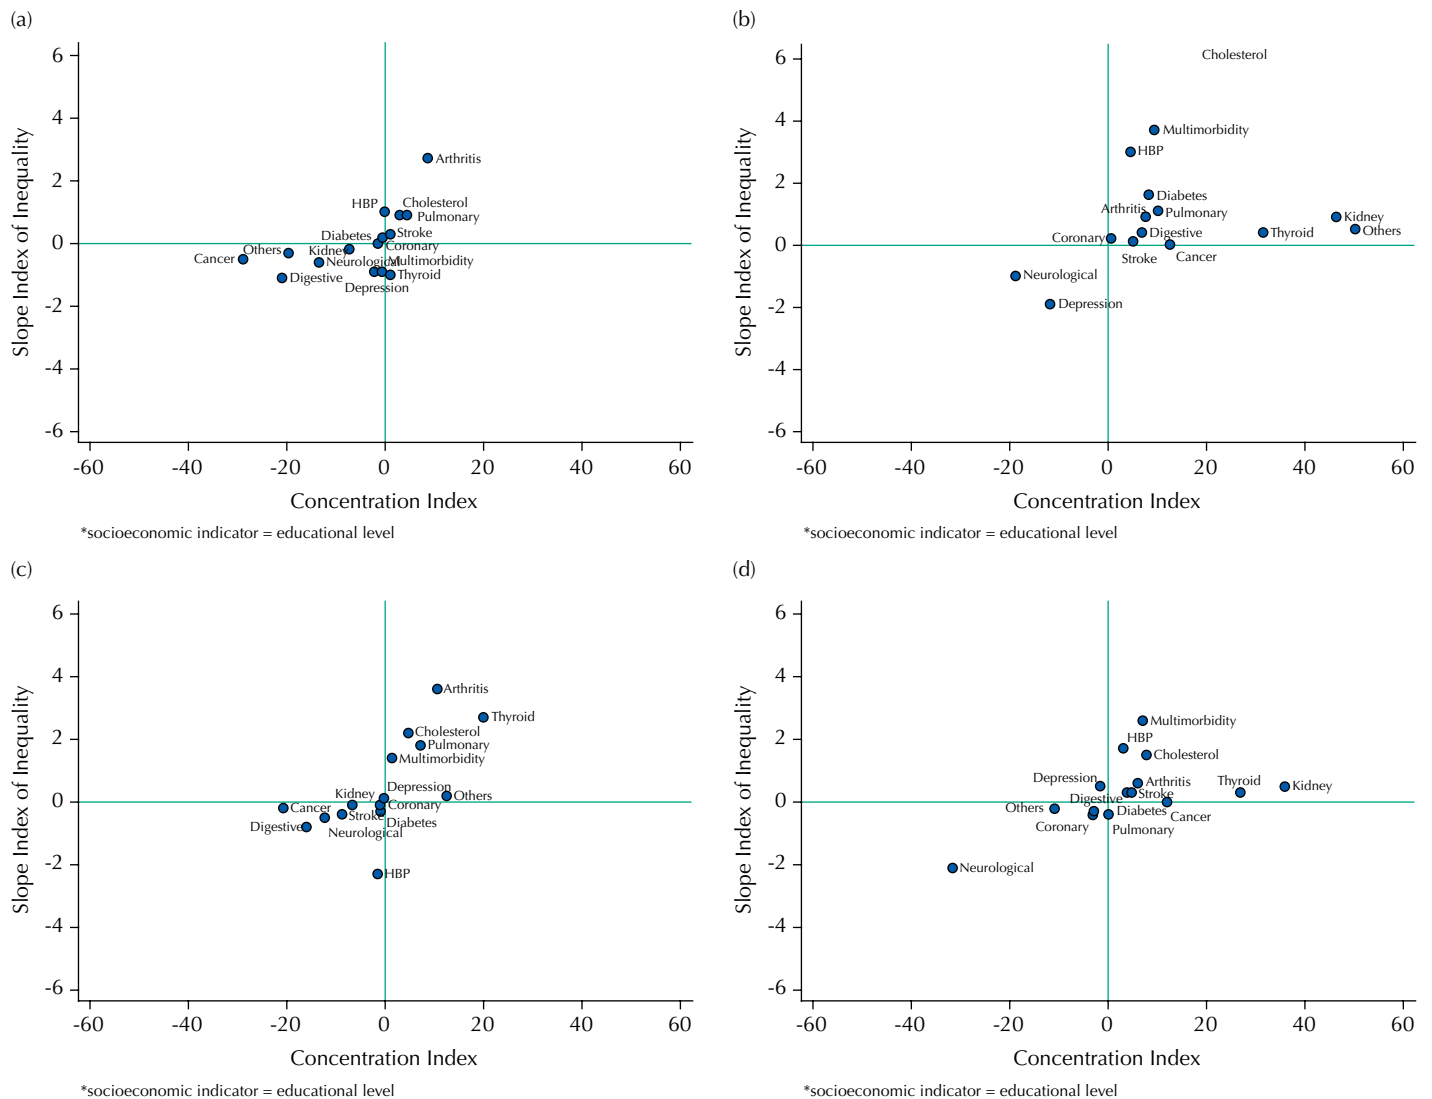 (a)
6
4
2
0
-2
-4
-6
Slope Index of Inequality
Arthritis
HBP
Cholesterol
Pulmonary
Diabetes
Stroke
Coronary
Others
Kidney
Cancer
Neurological
Multimorbidity
Digestive
Thyroid
Depression
-60 -40 -20 0 20 40 60
Concentration Index
*socioeconomic indicator = educational level
(b)
6
4
2
0
-2
-4
-6
Slope Index of Inequality
Cholesterol
Multimorbidity
HBP
Diabetes
Arthritis
Pulmonary
Kidney
Coronary
Digestive
Thyroid
Others
Stroke
Cancer
Neurological
Depression
-60 -40 -20 0 20 40 60
Concentration Index
*socioeconomic indicator = educational level
(c)
6
4
2
0
-2
-4
-6
Slope Index of Inequality
Arthritis
Thyroid
Cholesterol
Pulmonary
Multimorbidity
Depression
Kidney
Others
Cancer
Coronary
Stroke
Diabetes
Digestive
Neurological
HBP
-60 -40 -20 0 20 40 60
Concentration Index
*socioeconomic indicator = educational level
(d)
6
4
2
0
-2
-4
-6
Slope Index of Inequality
Multimorbidity
HBP
Cholesterol
Depression
Arthritis
Thyroid
Kidney
Digestive
Stroke
Others
Diabetes
Cancer
Coronary
Pulmonary
Neurological
-60 -40 -20 0 20 40 60
Concentration Index
*socioeconomic indicator = educational level